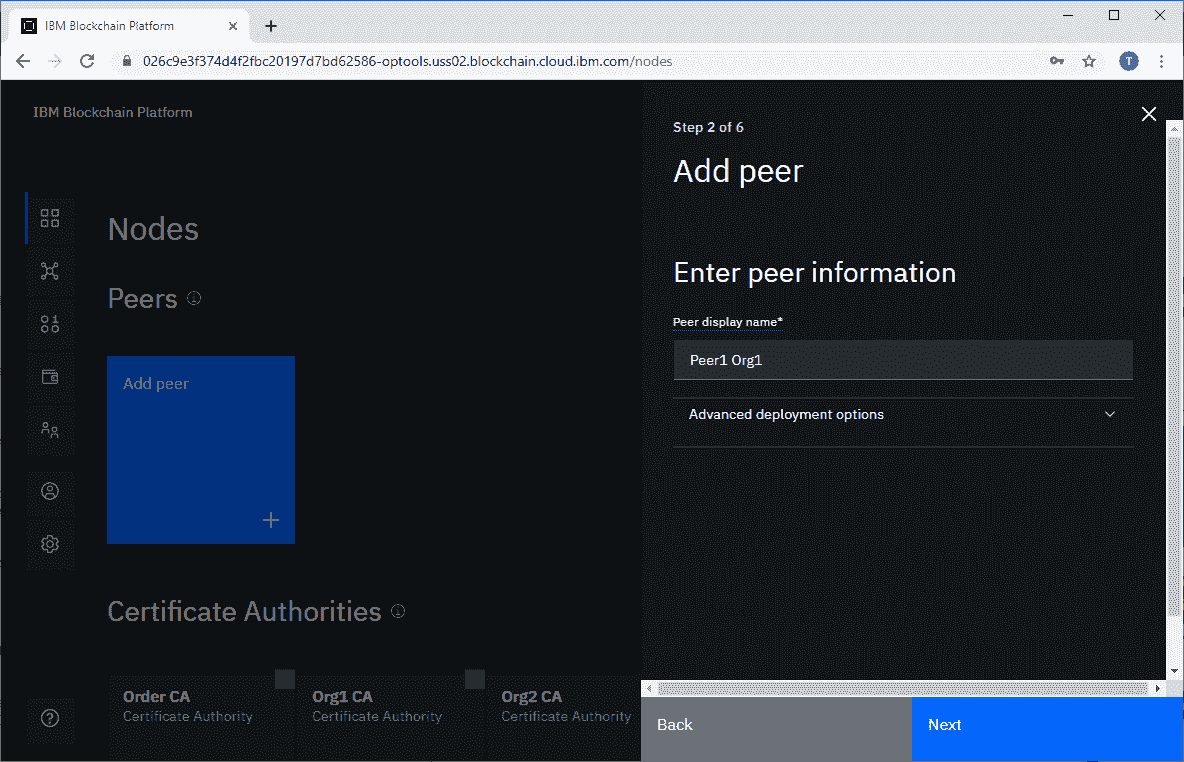 IBM Blockchain Platform
026c9e3f374d4f2fbc20197d7bd62586-optools.uss02.blockchain.cloud.ibm.com/nodes
T
IBM Blockchain Platform
Nodes
Peers
Add peer
Certificate Authorities
Order CA
Certificate Authority
Org1 CA
Certificate Authority
Org2 CA
Certificate Authority
Step 2 of 6
Add peer
Enter peer information
Peer display name*
Peer1 Org1
Advanced deployment options
Back
Next